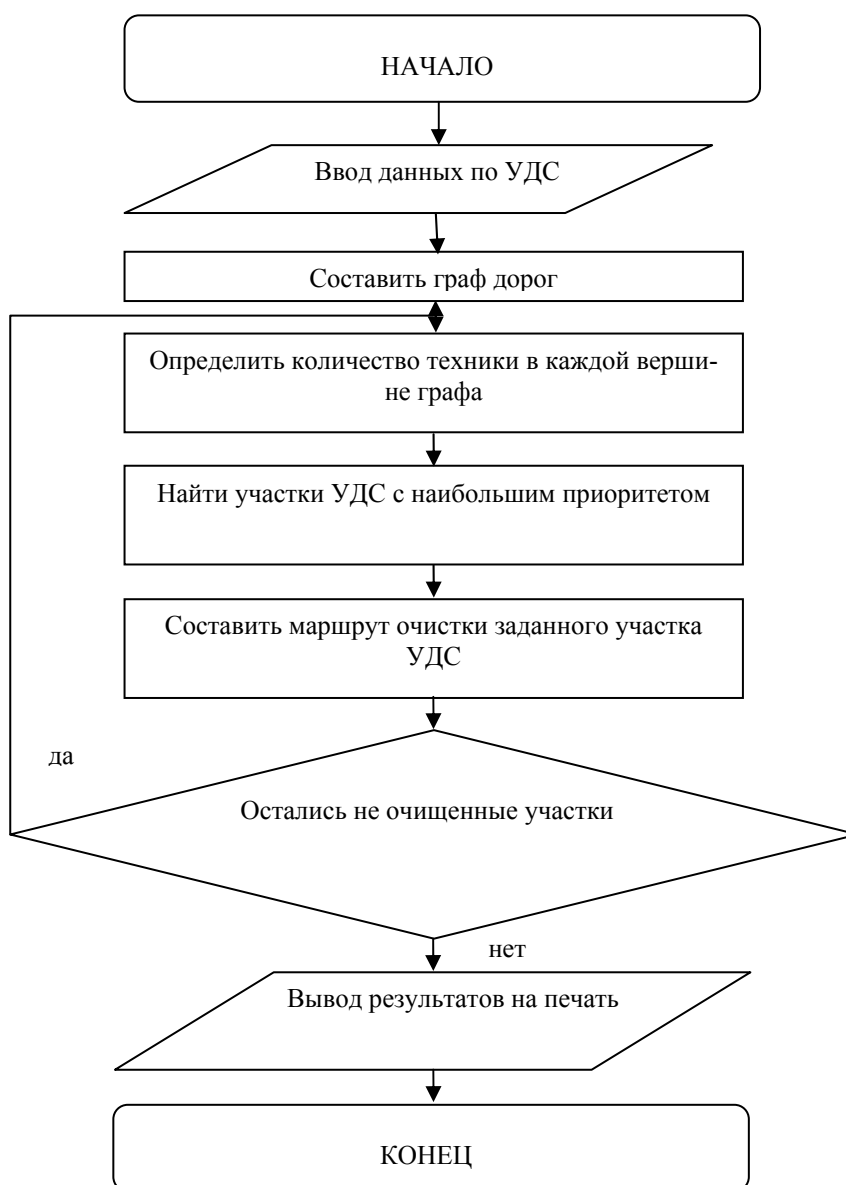 НАЧАЛО
Ввод данных по УДС
Составить граф дорог
Определить количество техники в каждой верши-
не графа
Найти участки УДС с наибольшим приоритетом
Составить маршрут очистки заданного участка
УДС
да
Остались не очищенные участки
нет
Вывод результатов на печать
КОНЕЦ